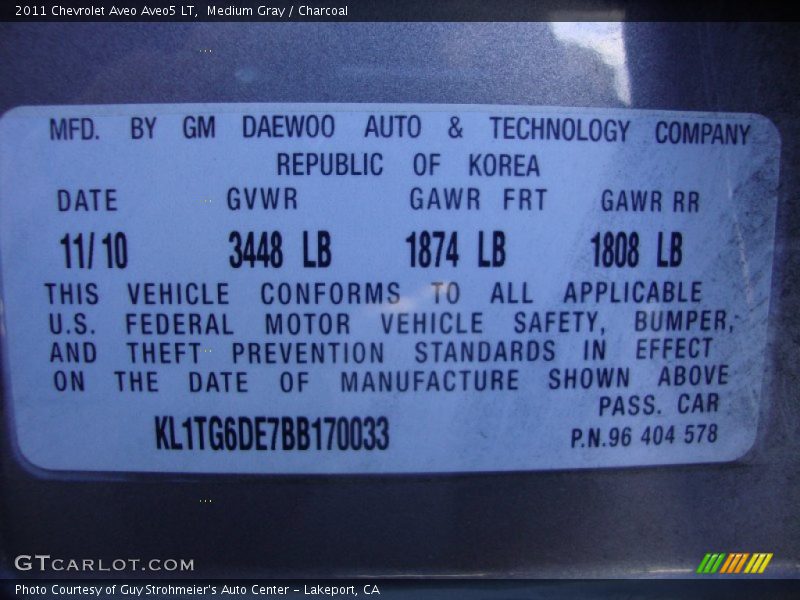 2011 Chevrolet Aveo Aveo5 LT,  Medium Gray / Charcoal
MFD. BY GM DAEWOO AUTO & TECHNOLOGY COMPANY
REPUBLIC OF KOREA
DATE GVWR GAWR FRT GAWR RR
11/10 3448 LB 1874 LB 1808 LB
THIS VEHICLE CONFORMS TO ALL APPLICABLE
U.S. FEDERAL MOTOR VEHICLE SAFETY, BUMPER,
AND THEFT PREVENTION STANDARDS IN EFFECT
ON THE DATE OF MANUFACTURE SHOWN ABOVE
PASS. CAR
KL1TG6DE7BB170033 P.N.96 404 578
GTCARLOT.COM
Photo Courtesy of Guy Strohmeier's Auto Center - Lakeport, CA